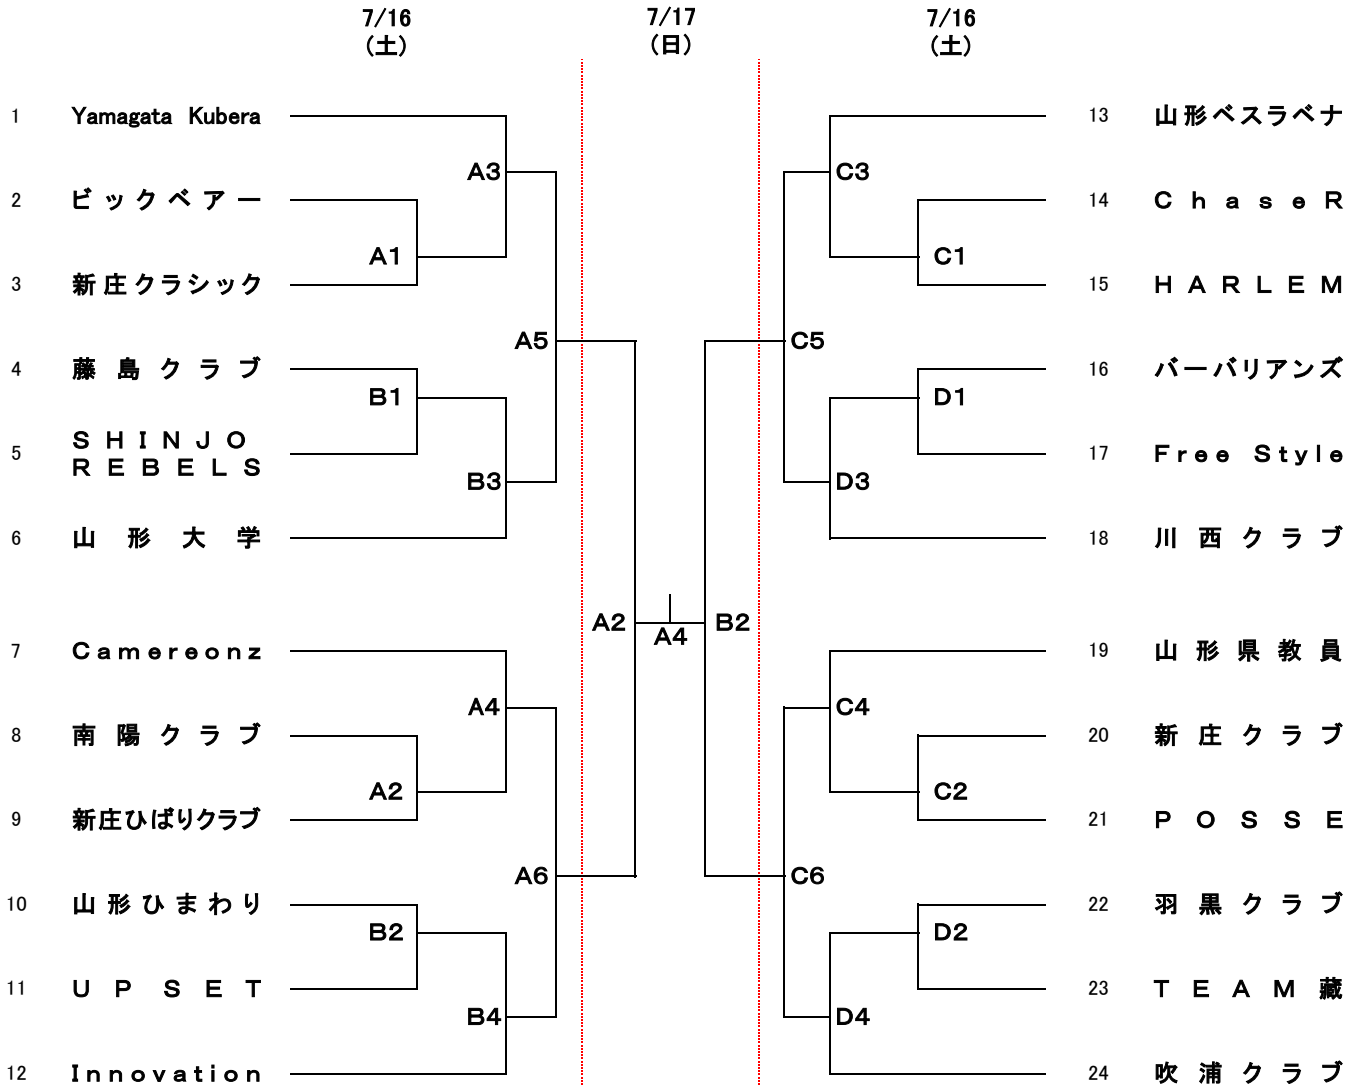 7/16
(土)
7/17
(日)
7/16
(土)
1 Yamagata Kubera
A3
2 ビックベアー
A1
3 新庄クラシック
A5
4 藤島クラブ
B1
5 SHINJO
REBELS
B3
6 山形大学
A2
A4
B2
7 Camereonz
A4
8 南陽クラブ
A2
9 新庄ひばりクラブ
A6
10 山形ひまわり
B2
11 UPSET
B4
12 Innovation
13 山形ベスラベナ
C3
14 ChaseR
C1
15 HARLEM
C5
16 バーバリアンズ
D1
17 Free Style
D3
18 川西クラブ
19 山形県教員
C4
20 新庄クラブ
C2
21 POSSE
C6
22 羽黒クラブ
D2
23 TEAM藏
D4
24 吹浦クラブ